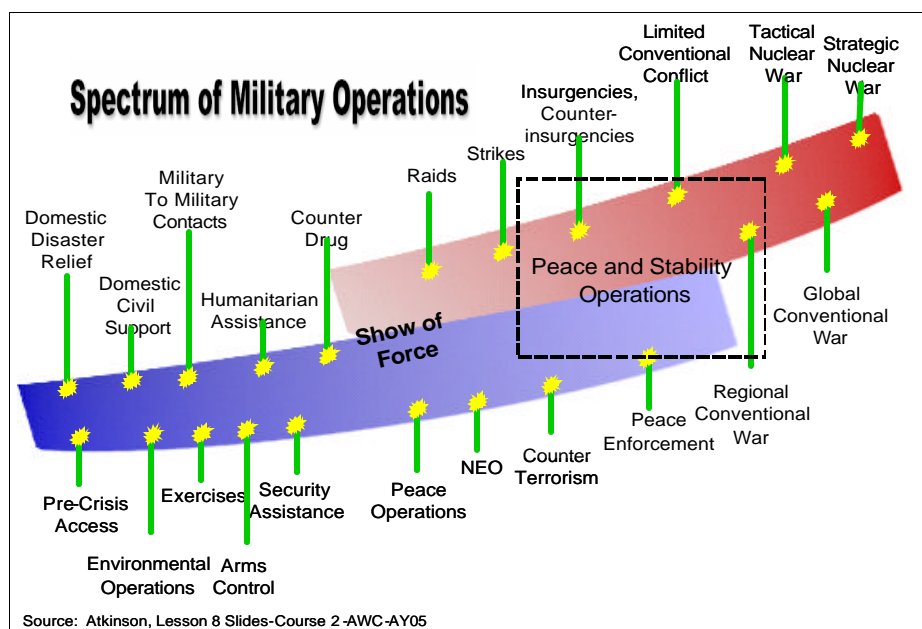 Spectrum of Military Operations
Domestic
Disaster
Relief
Domestic
Civil
Support
Military
To Military
Contacts
Humanitarian
Assistance
Counter
Drug
Raids
Strikes
Insurgencies,
Counter-
insurgencies
Limited
Conventional
Conflict
Tactical
Nuclear
War
Strategic
Nuclear
War
Show of
Force
Peace and Stability
Operations
Pre-Crisis
Access
Environmental
Operations
Exercises
Arms
Control
Security
Assistance
Peace
Operations
NEO
Counter
Terrorism
Peace
Enforcement
Regional
Conventional
War
Global
Conventional
War
Source: Atkinson, Lesson 8 Slides-Course 2-AWC-AY05